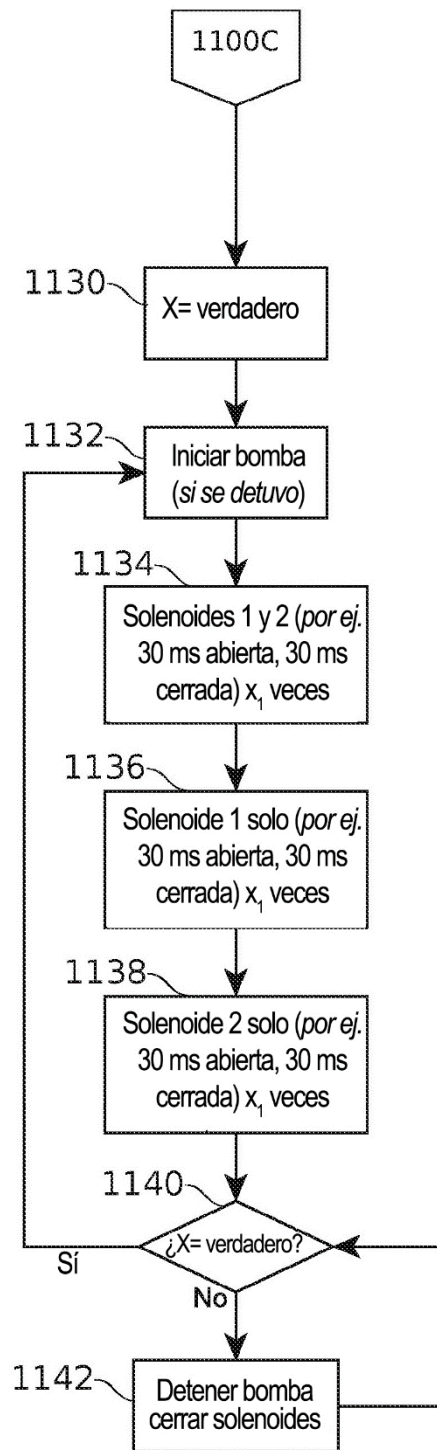 1100C
1130
X= verdadero
1132
Iniciar bomba
(si se detuvo)
1134
Solenoides 1 y 2 (por ej.
30 ms abierta, 30 ms
cerrada) x₁ veces
1136
Solenoide 1 solo (por ej.
30 ms abierta, 30 ms
cerrada) x₁ veces
1138
Solenoide 2 solo (por ej.
30 ms abierta, 30 ms
cerrada) x₁ veces
1140
¿X= verdadero?
Sí
No
1142
Detener bomba
cerrar solenoides